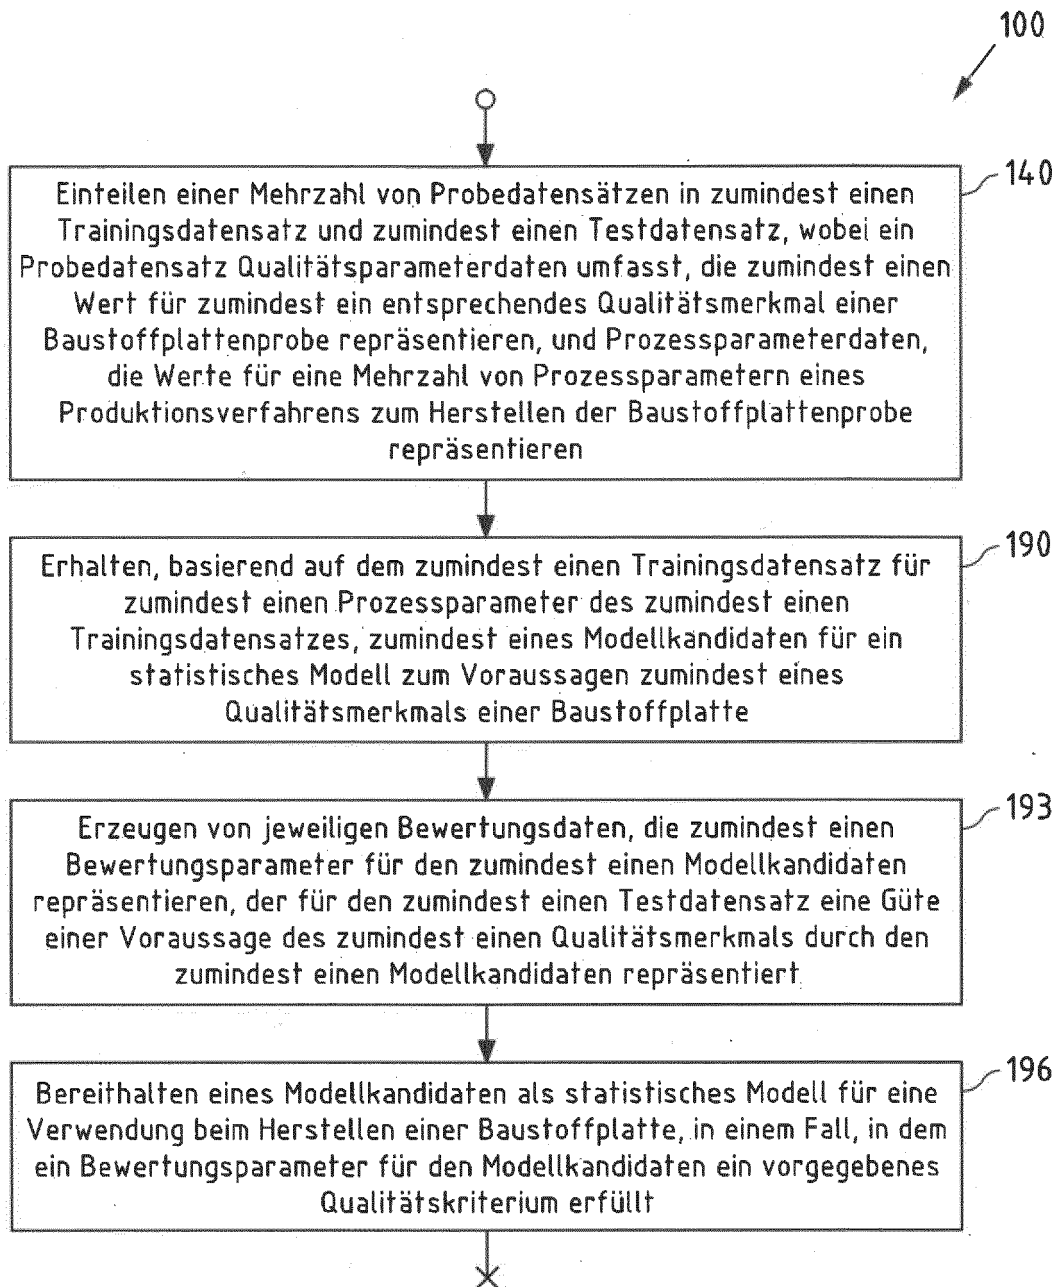 100
140
Einteilen einer Mehrzahl von Probedatensätzen in zumindest einen
Trainingsdatensatz und zumindest einen Testdatensatz, wobei ein
Probedatensatz Qualitätsparameterdaten umfasst, die zumindest einen
Wert für zumindest ein entsprechendes Qualitätsmerkmal einer
Baustoffplattenprobe repräsentieren, und Prozessparameterdaten,
die Werte für eine Mehrzahl von Prozessparametern eines
Produktionsverfahrens zum Herstellen der Baustoffplattenprobe
repräsentieren
190
Erhalten, basierend auf dem zumindest einen Trainingsdatensatz für
zumindest einen Prozessparameter des zumindest einen
Trainingsdatensatzes, zumindest eines Modellkandidaten für ein
statistisches Modell zum Voraussagen zumindest eines
Qualitätsmerkmals einer Baustoffplatte
193
Erzeugen von jeweiligen Bewertungsdaten, die zumindest einen
Bewertungsparameter für den zumindest einen Modellkandidaten
repräsentieren, der für den zumindest einen Testdatensatz eine Güte
einer Voraussage des zumindest einen Qualitätsmerkmals durch den
zumindest einen Modellkandidaten repräsentiert
196
Bereithalten eines Modellkandidaten als statistisches Modell für eine
Verwendung beim Herstellen einer Baustoffplatte, in einem Fall, in dem
ein Bewertungsparameter für den Modellkandidaten ein vorgegebenes
Qualitätskriterium erfüllt